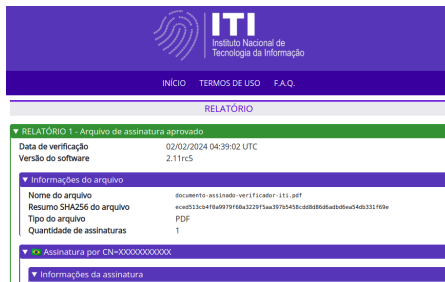 ITI
Instituto Nacional de
Tecnologia da Informação
INÍCIO TERMOS DE USO F.A.Q.
RELATÓRIO
▼ RELATÓRIO 1 - Arquivo de assinatura aprovado
Data de verificação 02/02/2024 04:39:02 UTC
Versão do software 2.11rc5
▼ Informações do arquivo
Nome do arquivo documento-assinado-verificador-iti.pdf
Resumo SHA256 do arquivo eced513cb4f0a9979f60a3229f5aa397b5458cdd8d86d6adbd6ea54db331f69e
Tipo do arquivo PDF
Quantidade de assinaturas 1
▼ Assinatura por CN=XXXXXXXXXXX
▼ Informações da assinatura